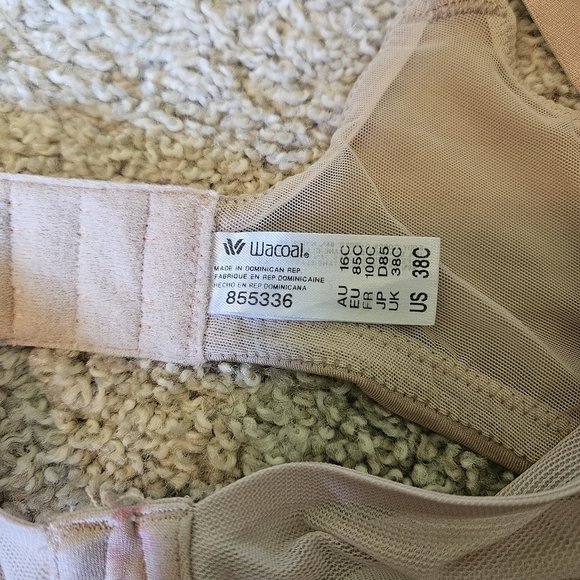 Wacoal®
MADE IN DOMINICAN REP.
FABRIQUE EN REP. DOMINICAINE
HECHO EN REP. DOMINICANA
855336
AU 16C
EU 85C
FR 100C
JP D85
UK 38C
US 38C